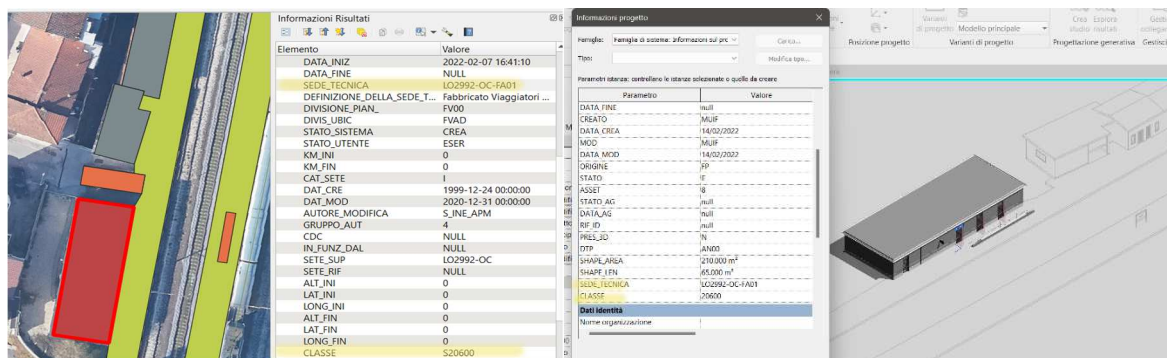 Informazioni Risultati
Elemento Valore
DATA_INIZ 2022-02-07 16:41:10
DATA_FINE NULL
SEDE_TECNICA LO2992-OC-FA01
DEFINIZIONE_DELLA_SEDE_T... Fabbricato Viaggiatori ...
DIVISIONE_PIAN_ FV00
DIVIS_UBIC FVAD
STATO_SISTEMA CREA
STATO_UTENTE ESER
KM_INI 0
KM_FIN 0
CAT_SETE I
DAT_CRE 1999-12-24 00:00:00
DAT_MOD 2020-12-31 00:00:00
AUTORE_MODIFICA S_INE_APM
GRUPPO_AUT 4
CDC NULL
IN_FUNZ_DAL NULL
SETE_SUP LO2992-OC
SETE_RIF NULL
ALT_INI 0
LAT_INI 0
LONG_INI 0
ALT_FIN 0
LAT_FIN 0
LONG_FIN 0
CLASSE S20600
Informazioni progetto
Famiglia: Famiglia di sistema: Informazioni sul prc
Carica...
Tipo:
Modifica tipo...
Parametri istanza: controllano le istanze selezionate o quelle da creare
Parametro Valore
DATA_FINE null
CREATO MUIF
DATA_CREA 14/02/2022
MOD MUIF
DATA_MOD 14/02/2022
ORIGINE FP
STATO E
ASSET 8
STATO_AG null
DATA_AG null
RIF_ID null
PRES_3D N
DTP AN00
SHAPE_AREA 210.000 m²
SHAPE_LEN
SEDE_TECNICA LO2992-OC-FA01
CLASSE 20600
Dati identità
Nome organizzazione
Posizione progetto
Varianti
di progetto Modello principale
Varianti di progetto
Crea Esplora
studio risultati
Progettazione generativa
Gesti
Gestisci